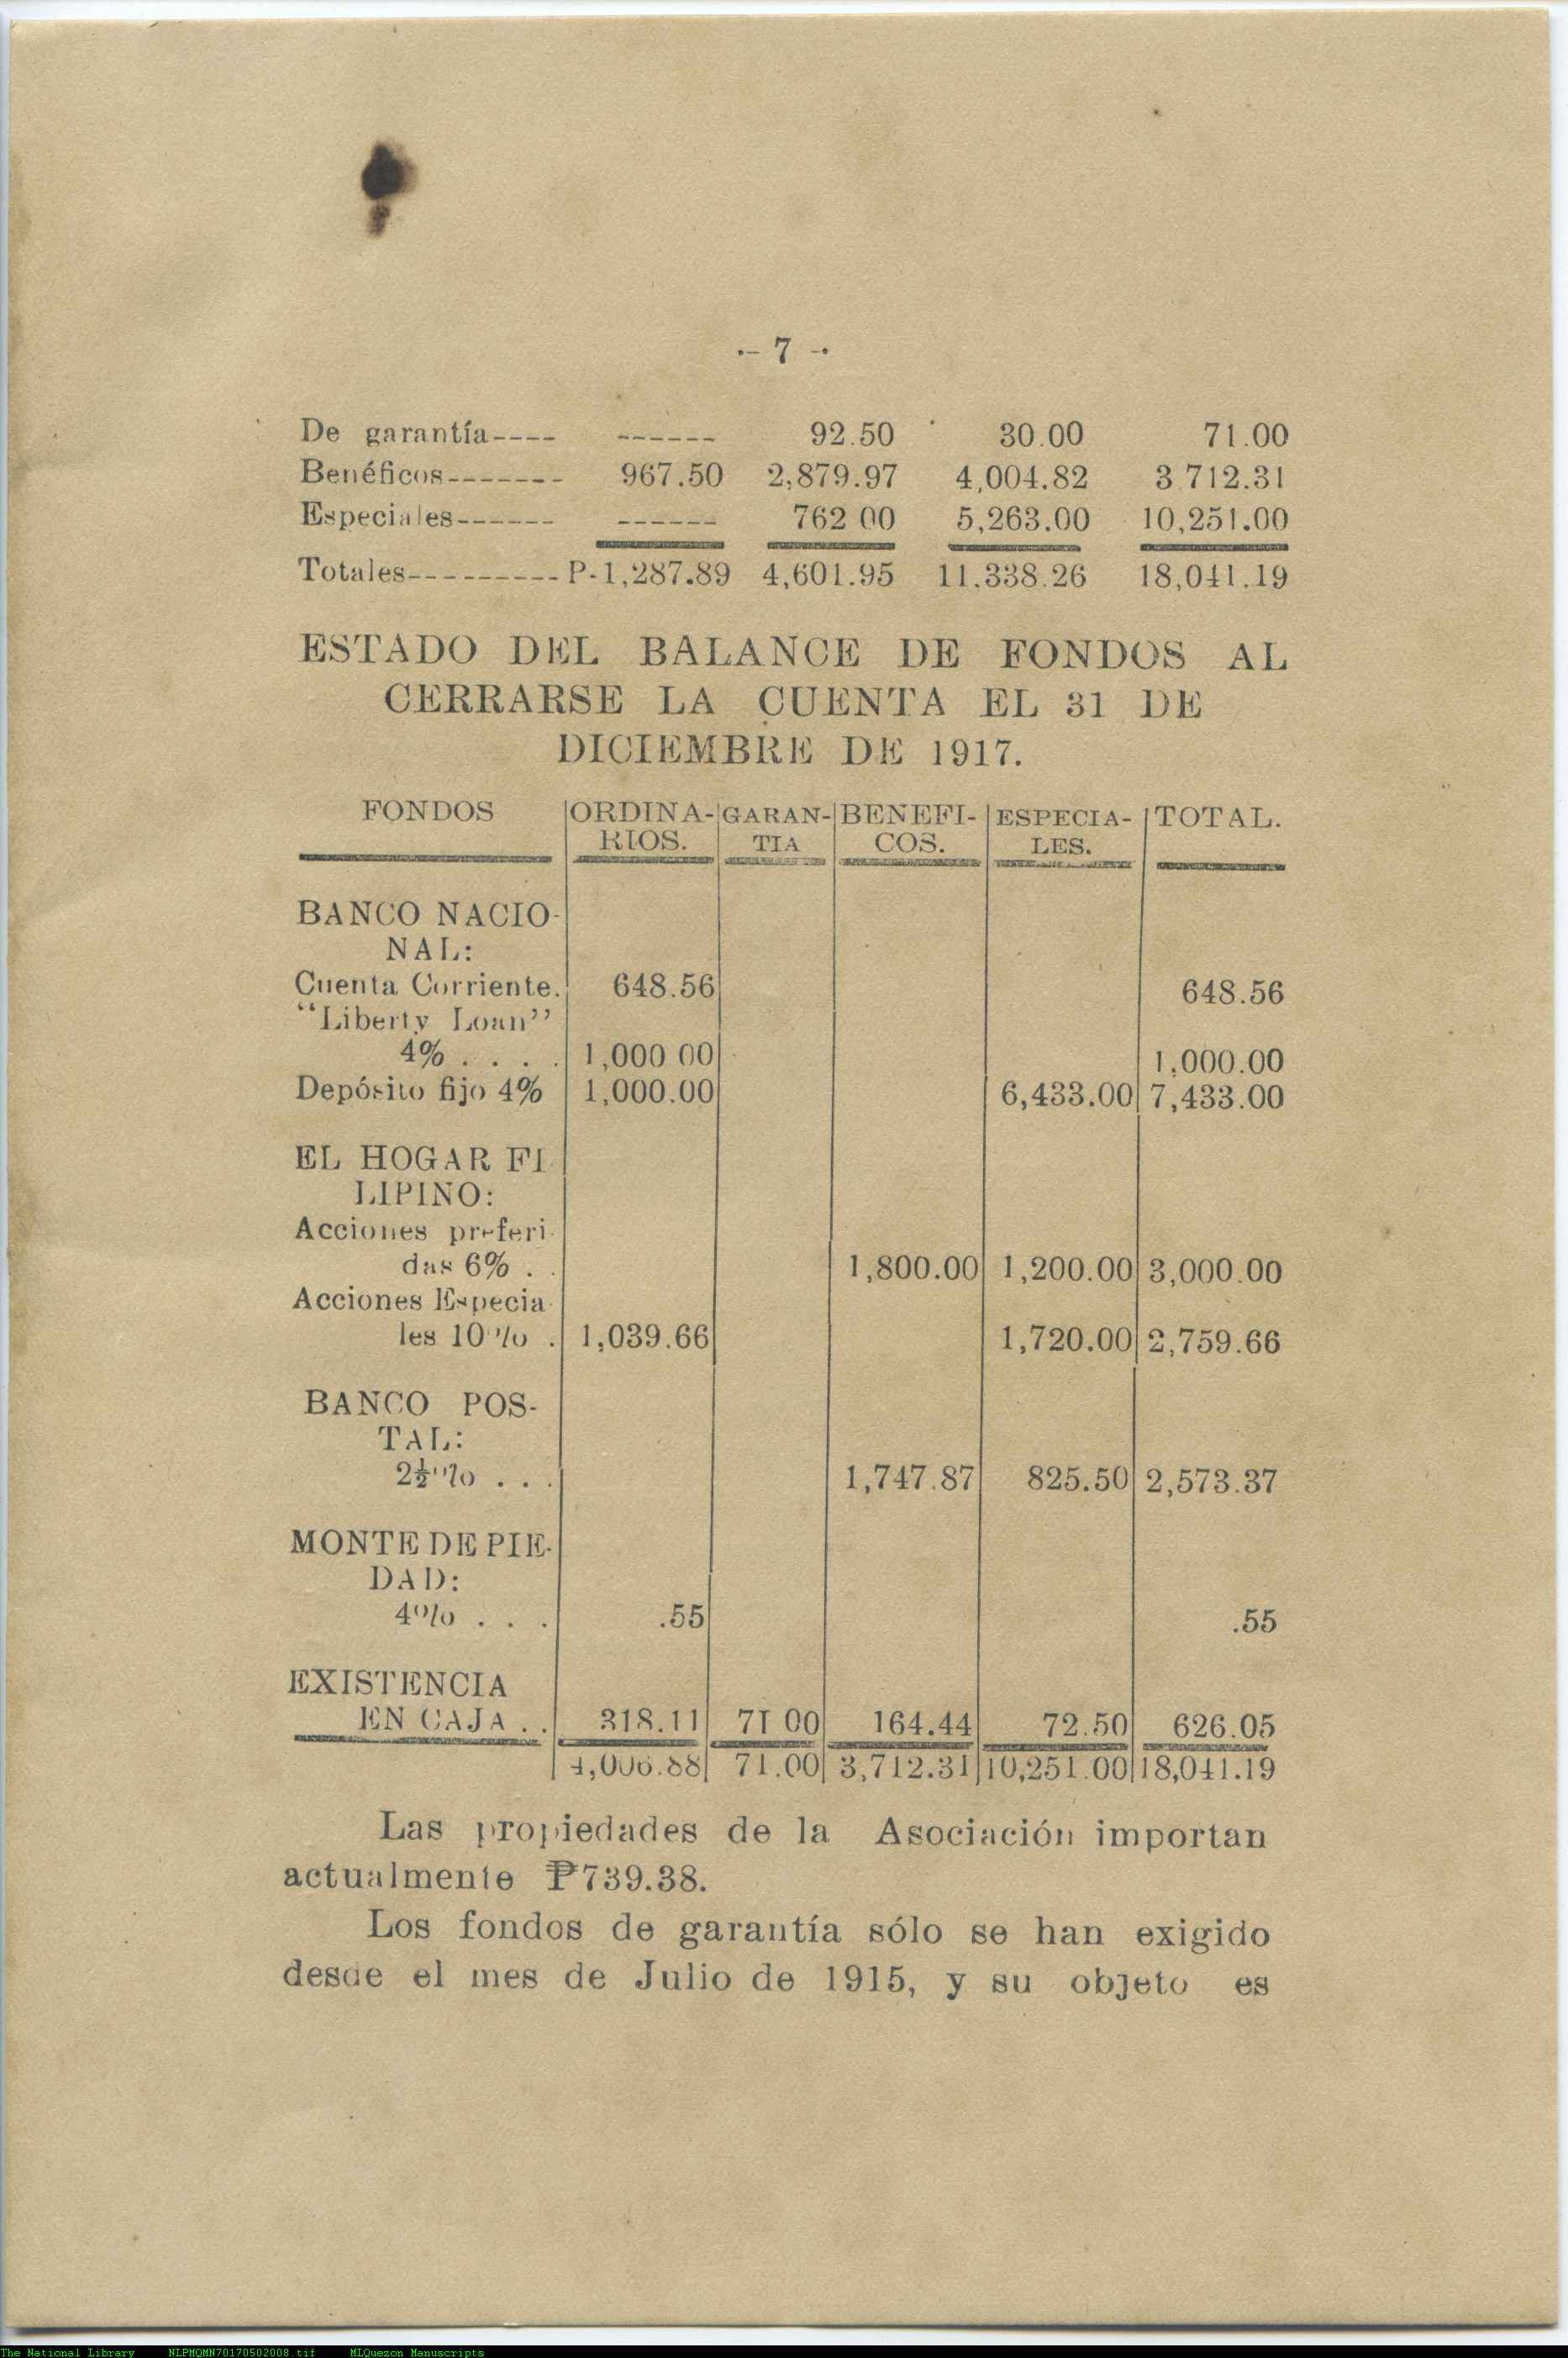 ·– 7 –·
De garantía---- ------ 92.50 30.00 71.00
Benéficos------- 967.50 2,879.97 4,004.82 3.712.31
Especiales------ ------ 762 00 5,263.00 10,251.00
Totales---------P-1,287.89 4,601.95 11.338.26 18,041.19
ESTADO DEL BALANCE DE FONDOS AL
CERRARSE LA CUENTA EL 31 DE
DICIEMBRE DE 1917.
FONDOS ORDINA- GARAN- BENEFI- ESPECIA- TOTAL.
RIOS. TIA COS. LES.
BANCO NACIO-
NAL:
Cuenta Corriente. 648.56 648.56
"Liberty Loan"
4% . . . . 1,000 00 1,000.00
Depósito fijo 4% 1,000.00 6,433.00 7,433.00
EL HOGAR FI
LIPINO:
Acciones preferi-
das 6% . . 1,800.00 1,200.00 3,000.00
Acciones Especia-
les 10% . 1,039.66 1,720.00 2,759.66
BANCO POS-
TAL:
2½% . . . 1,747.87 825.50 2,573.37
MONTE DE PIE-
DAD:
4% . . . .55 .55
EXISTENCIA
EN CAJA . . 318.11 71 00 164.44 72.50 626.05
4,006.88 71.00 3,712.31 10,251.00 18,041.19
Las propiedades de la Asociación importan
actualmente ₱739.38.
Los fondos de garantía sólo se han exigido
desde el mes de Julio de 1915, y su objeto es
The National Library NLPMQMN70170502008.tif MLQuezon Manuscripts